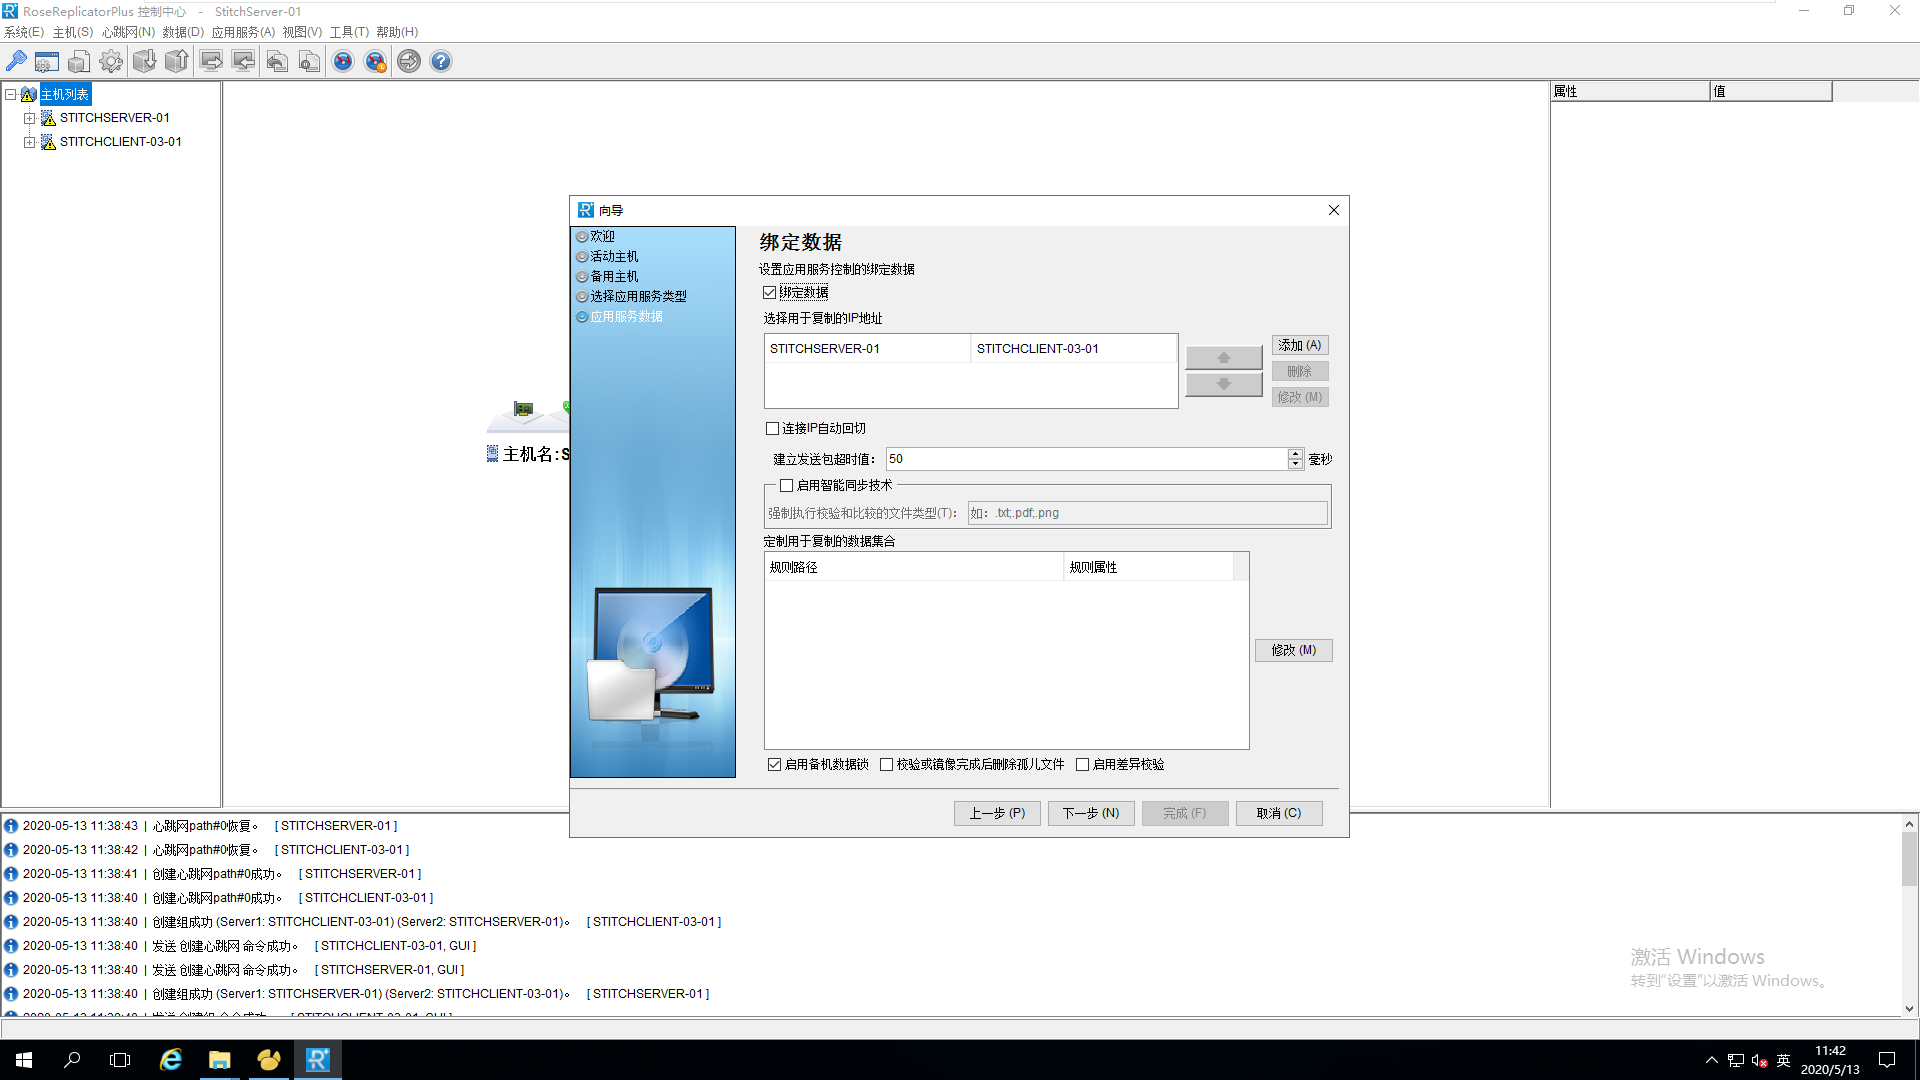 RoseReplicatorPlus 控制中心 - StitchServer-01
系统(E) 主机(S) 心跳网(N) 数据(D) 应用服务(A) 视图(V) 工具(T) 帮助(H)
主机列表
STITCHSERVER-01
STITCHCLIENT-03-01
属性 值
主机名:S
向导
欢迎
活动主机
备用主机
选择应用服务类型
应用服务数据
绑定数据
设置应用服务控制的绑定数据
绑定数据
选择用于复制的IP地址
STITCHSERVER-01 STITCHCLIENT-03-01
添加 (A)
删除
修改 (M)
连接IP自动回切
建立发送包超时值: 50 毫秒
启用智能同步技术
强制执行校验和比较的文件类型(T): 如: .txt;.pdf;.png
定制用于复制的数据集合
规则路径 规则属性
修改 (M)
启用备机数据锁 校验或镜像完成后删除孤儿文件 启用差异校验
上一步 (P) 下一步 (N) 完成 (F) 取消 (C)
2020-05-13 11:38:43 | 心跳网path#0恢复。 [ STITCHSERVER-01 ]
2020-05-13 11:38:42 | 心跳网path#0恢复。 [ STITCHCLIENT-03-01 ]
2020-05-13 11:38:41 | 创建心跳网path#0成功。 [ STITCHSERVER-01 ]
2020-05-13 11:38:40 | 创建心跳网path#0成功。 [ STITCHCLIENT-03-01 ]
2020-05-13 11:38:40 | 创建组成功 (Server1: STITCHCLIENT-03-01) (Server2: STITCHSERVER-01)。 [ STITCHCLIENT-03-01 ]
2020-05-13 11:38:40 | 发送 创建心跳网 命令成功。 [ STITCHCLIENT-03-01, GUI ]
2020-05-13 11:38:40 | 发送 创建心跳网 命令成功。 [ STITCHSERVER-01, GUI ]
2020-05-13 11:38:40 | 创建组成功 (Server1: STITCHSERVER-01) (Server2: STITCHCLIENT-03-01)。 [ STITCHSERVER-01 ]
2020-05-13 11:38:40 | 发送 创建组 命令成功。 [ STITCHCLIENT-03-01, GUI ]
激活 Windows
转到“设置”以激活 Windows。
英
11:42
2020/5/13